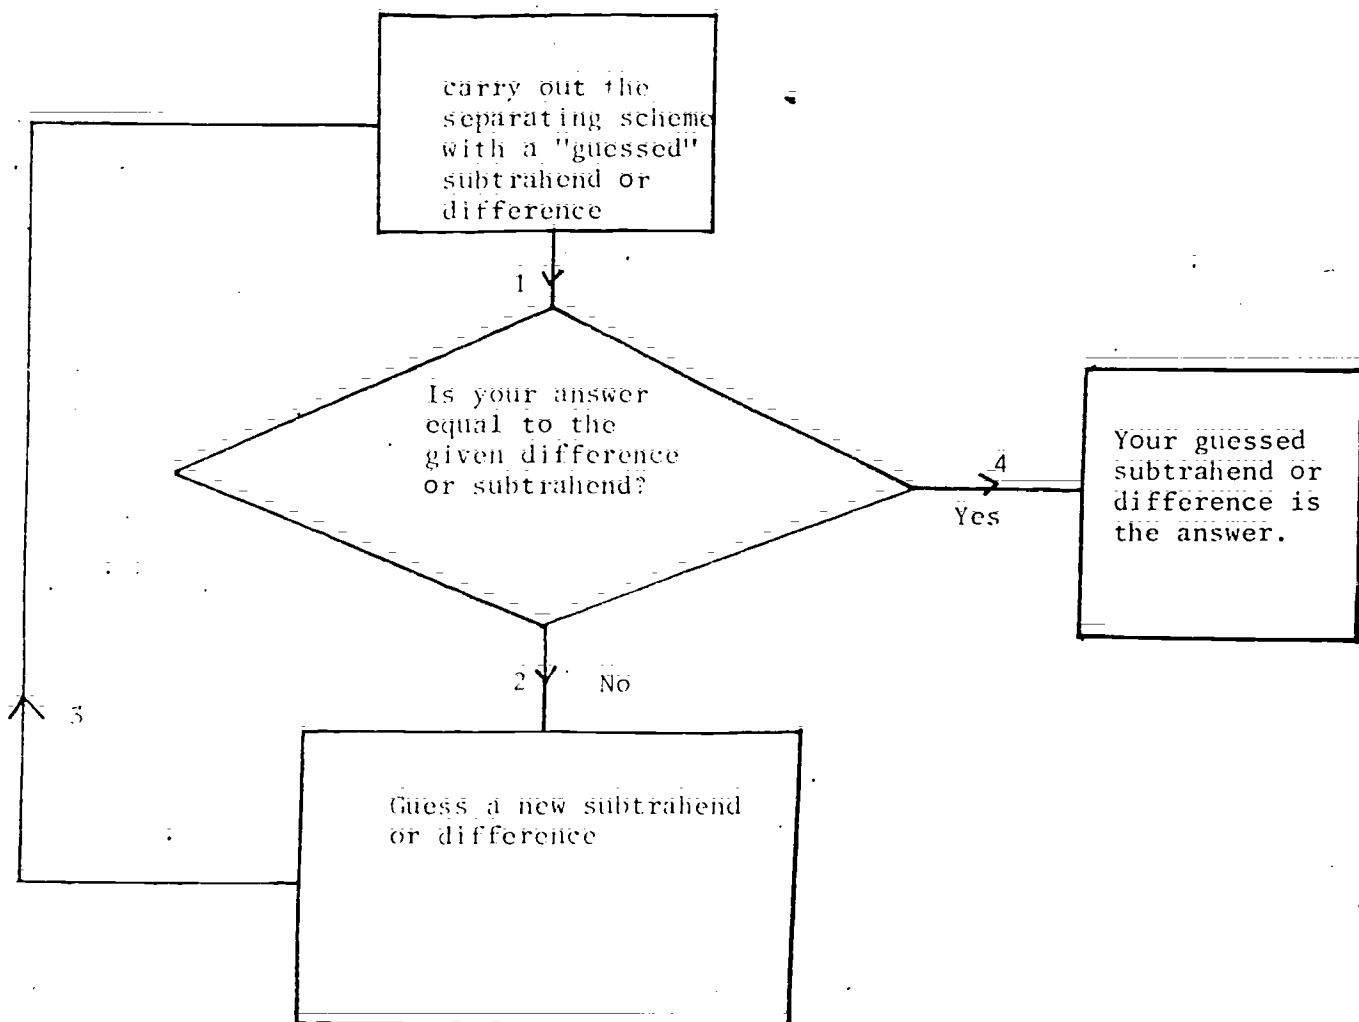 carry out the
separating scheme
with a "guessed"
subtrahend or
difference
1
Is your answer
equal to the
given difference
or subtrahend?
4
Yes
Your guessed
subtrahend or
difference is
the answer.
2 No
3
Guess a new subtrahend
or difference